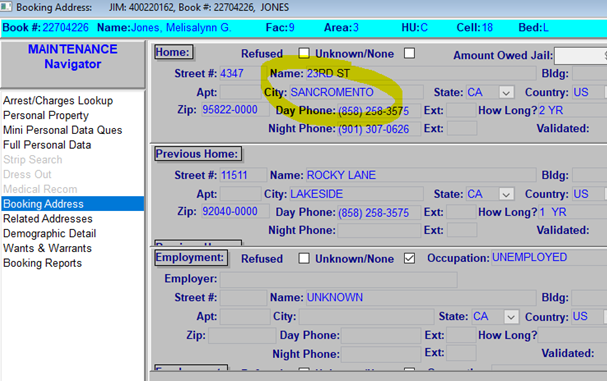 Booking Address: JIM: 400220162, Book #: 22704226, JONES
Book #: 22704226 Name: Jones, Melisalynn G. Fac: 9 Area: 3 HU: C Cell: 18 Bed: L
MAINTENANCE
Navigator
Arrest/Charges Lookup
Personal Property
Mini Personal Data Ques
Full Personal Data
Strip Search
Dress Out
Medical Recom
Booking Address
Related Addresses
Demographic Detail
Wants & Warrants
Booking Reports
Home: Refused Unknown/None Amount Owed Jail:
Street #: 4347 Name: 23RD ST Bldg:
Apt: City: SANCROMENTO State: CA Country: US
Zip: 95822-0000 Day Phone: (858) 258-3575 Ext: How Long? 2 YR
Night Phone: (901) 307-0626 Ext: Validated:
Previous Home:
Street #: 11511 Name: ROCKY LANE Bldg:
Apt: City: LAKESIDE State: CA Country: US
Zip: 92040-0000 Day Phone: (858) 258-3575 Ext: How Long? 1 YR
Night Phone: Ext: Validated:
Previous Home:
Employment: Refused Unknown/None Occupation: UNEMPLOYED
Employer:
Street #: Name: UNKNOWN Bldg:
Apt: City: State: CA Country: US
Zip: Day Phone: Ext: How Long?
Night Phone: Ext: Validated: